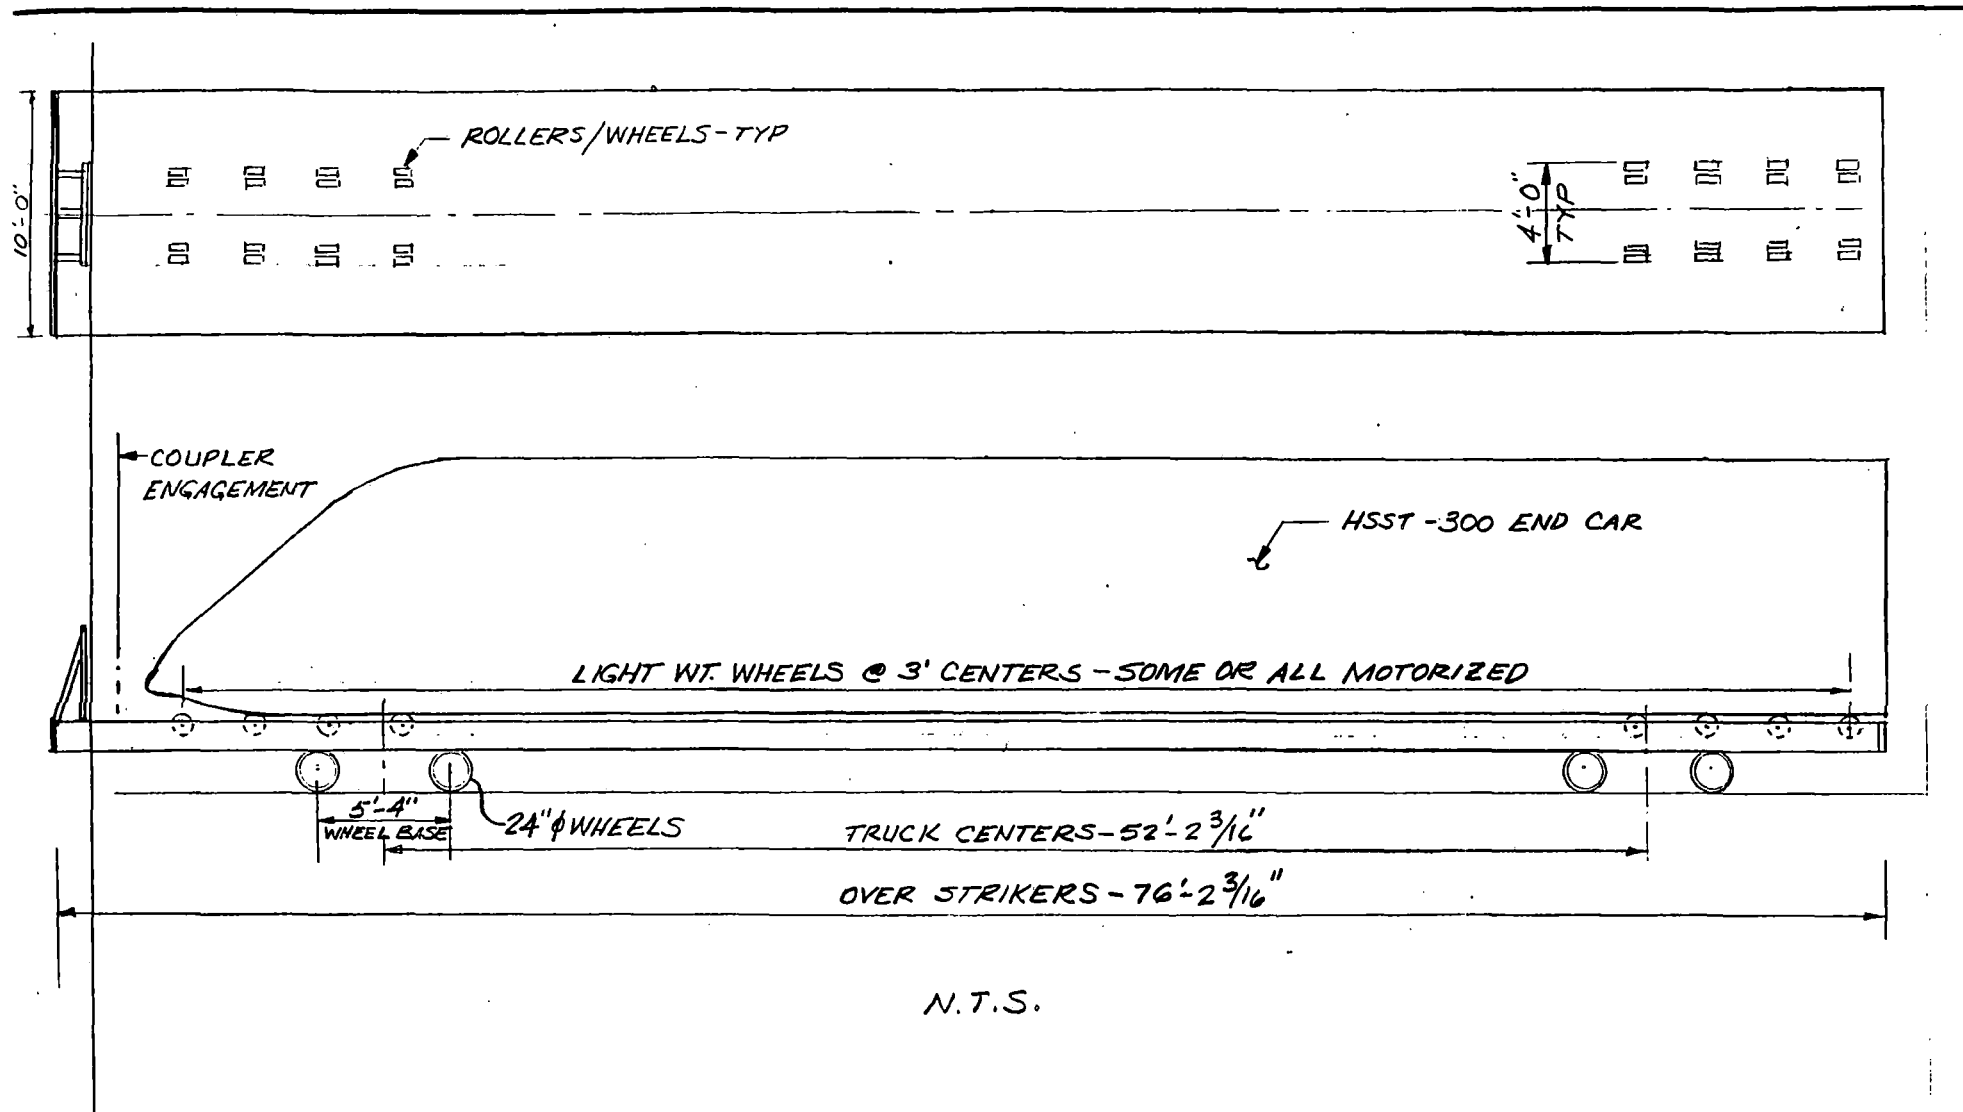 ROLLERS/WHEELS-TYP
10'-0"
4'-0"
TYP
COUPLER
ENGAGEMENT
HSST-300 END CAR
LIGHT WT. WHEELS @ 3' CENTERS-SOME OR ALL MOTORIZED
5'-4"
WHEEL BASE
24"ϕ WHEELS
TRUCK CENTERS-52'-2 3/16"
OVER STRIKERS-76'-2 3/16"
N.T.S.